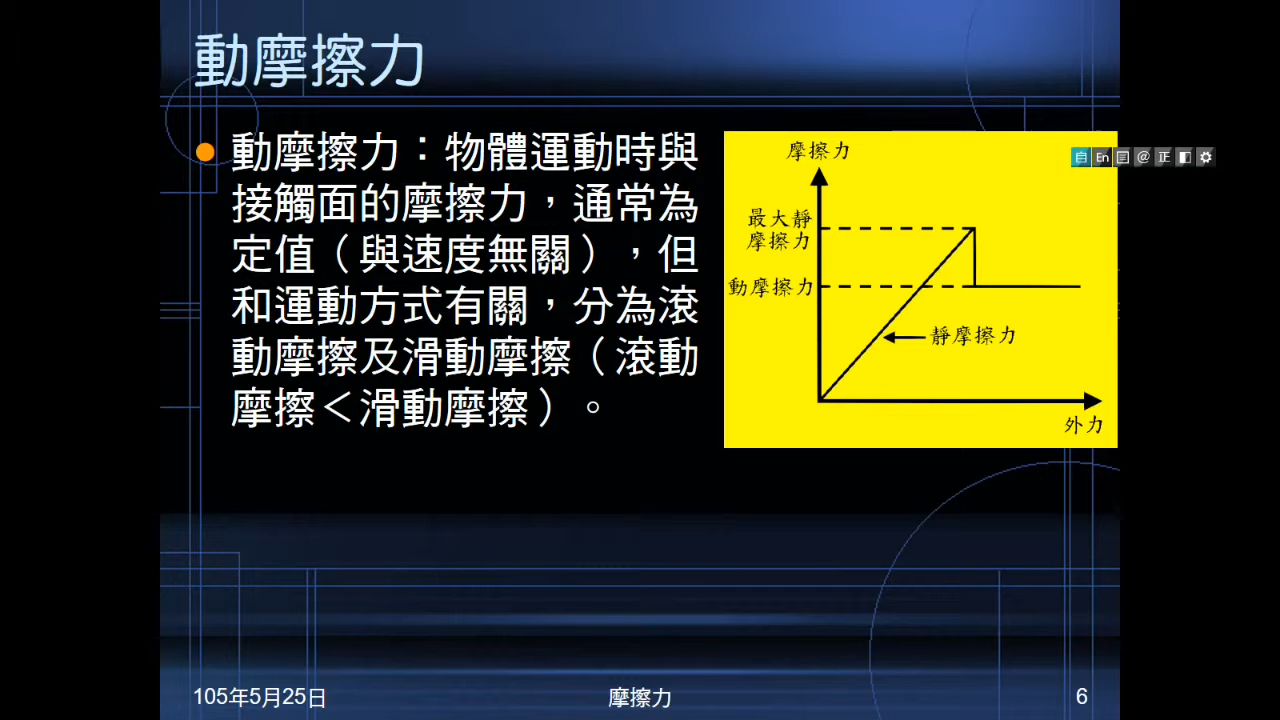 動摩擦力
動摩擦力：物體運動時與
接觸面的摩擦力，通常為
定值（與速度無關），但
和運動方式有關，分為滾
動摩擦及滑動摩擦（滾動
摩擦＜滑動摩擦）。
摩擦力
最大靜
摩擦力
動摩擦力
靜摩擦力
外力
自 En @ 正
105年5月25日
摩擦力
6